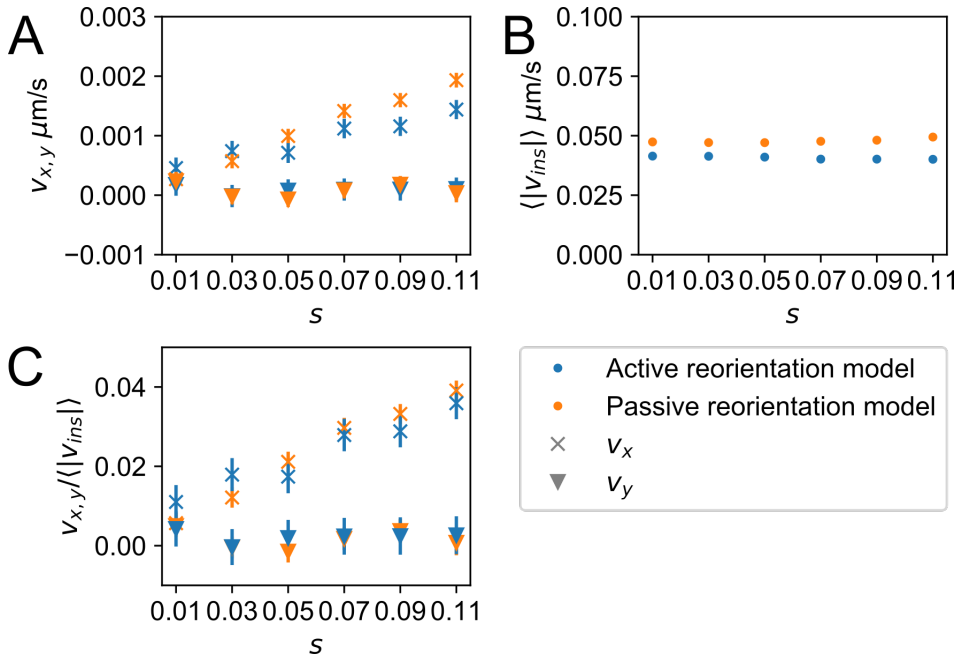 A
v_{x, y} μm/s
0.003
0.002
0.001
0.000
−0.001
0.01 0.03 0.05 0.07 0.09 0.11
s
B
⟨|v_{ins}|⟩ μm/s
0.100
0.075
0.050
0.025
0.000
0.01 0.03 0.05 0.07 0.09 0.11
s
C
v_{x, y}/⟨|v_{ins}|⟩
0.04
0.02
0.00
0.01 0.03 0.05 0.07 0.09 0.11
s
Active reorientation model
Passive reorientation model
v_x
v_y